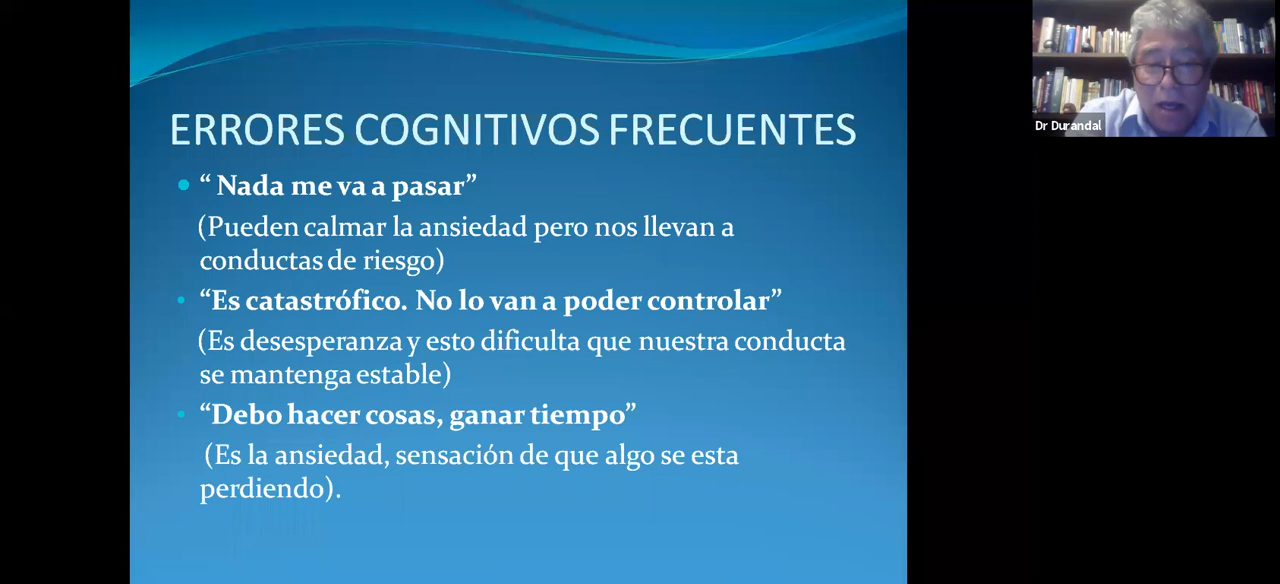 ERRORES COGNITIVOS FRECUENTES
• “ Nada me va a pasar”
(Pueden calmar la ansiedad pero nos llevan a
conductas de riesgo)
• “Es catastrófico. No lo van a poder controlar”
(Es desesperanza y esto dificulta que nuestra conducta
se mantenga estable)
• “Debo hacer cosas, ganar tiempo”
(Es la ansiedad, sensación de que algo se esta
perdiendo).
Dr Durandal